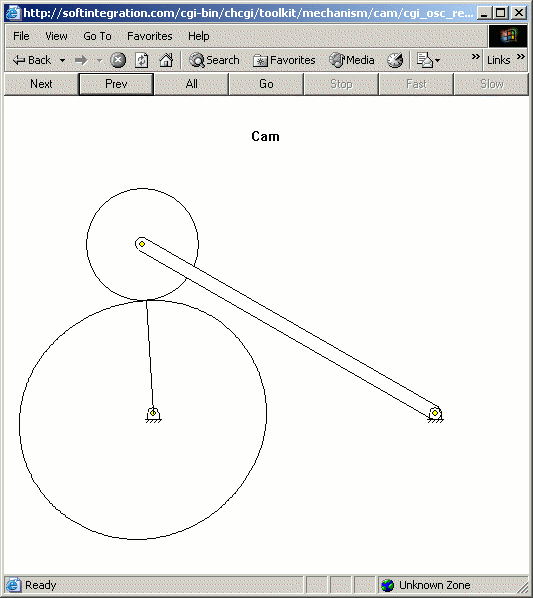 http://softintegration.com/cgi-bin/chcgi/toolkit/mechanism/cam/cgi_osc_re...
File View Go To Favorites Help
Back Search Favorites Media » Links »
Next Prev All Go Stop Fast Slow
Cam
Ready Unknown Zone